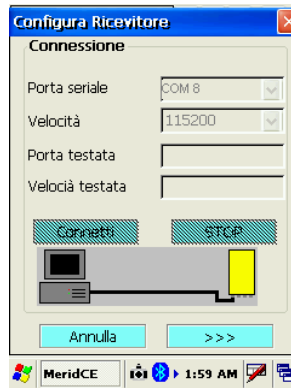 Configura Ricevitore
Connessione
Porta seriale COM 8
Velocità 115200
Porta testata
Velocià testata
Connetti STOP
Annulla >>>
MeridCE 1:59 AM